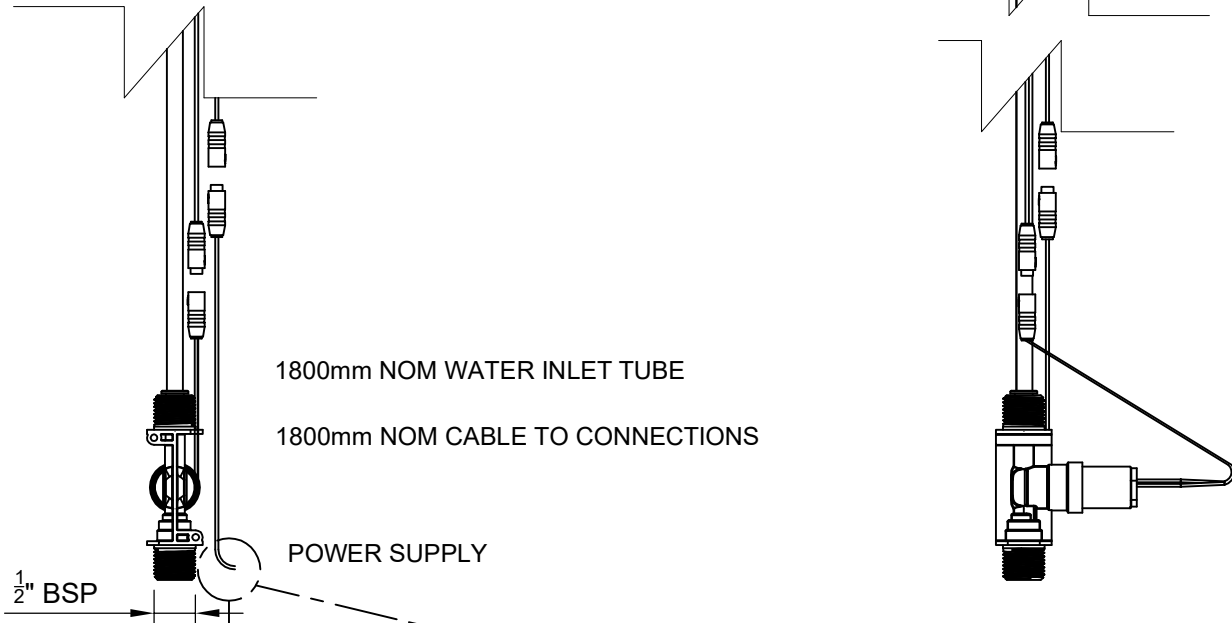 1800mm NOM WATER INLET TUBE
1800mm NOM CABLE TO CONNECTIONS
POWER SUPPLY
½" BSP